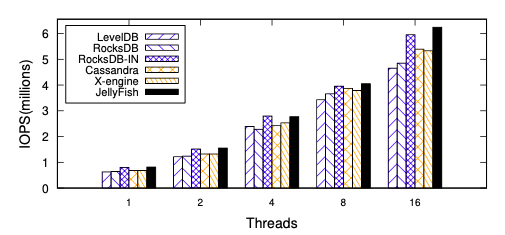 IOPS(millions)
6
5
4
3
2
1
0
LevelDB
RocksDB
RocksDB-IN
Cassandra
X-engine
JellyFish
1 2 4 8 16
Threads